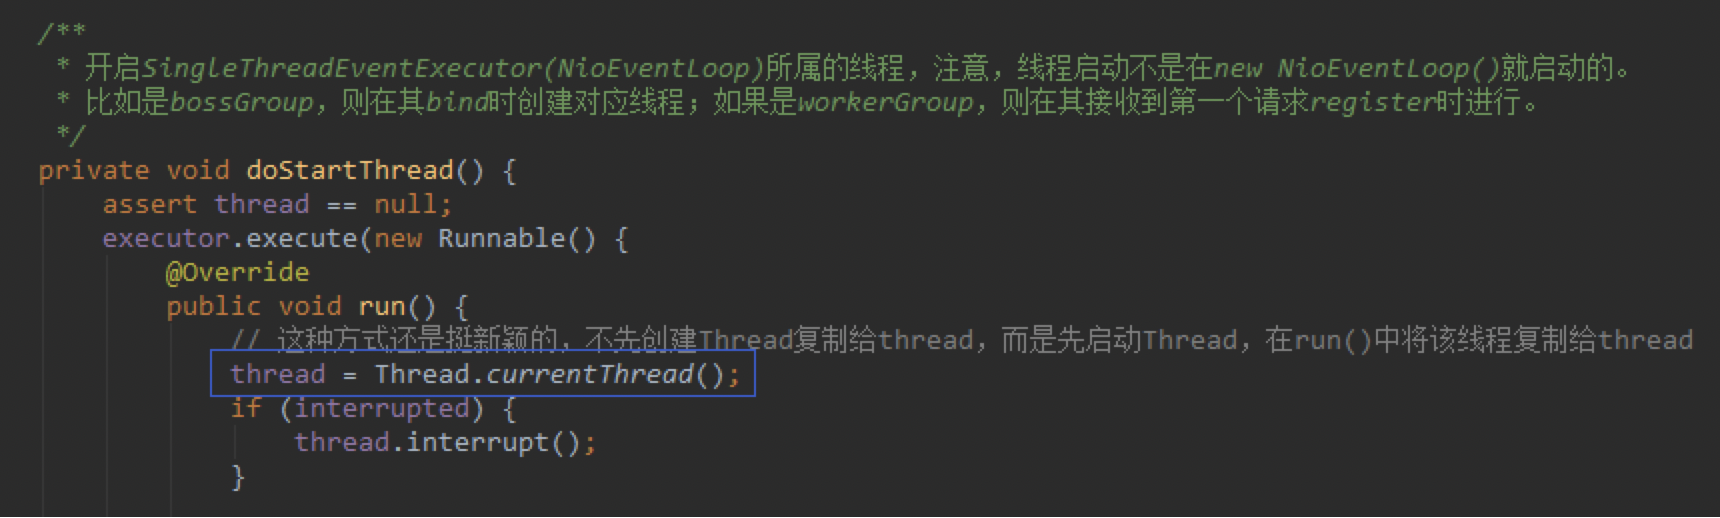 /**
* 开启SingleThreadEventExecutor(NioEventLoop)所属的线程，注意，线程启动不是在new NioEventLoop()就启动的。
* 比如是bossGroup，则在其bind时创建对应线程；如果是workerGroup，则在其接收到第一个请求register时进行。
*/
private void doStartThread() {
assert thread == null;
executor.execute(new Runnable() {
@Override
public void run() {
// 这种方式还是挺新颖的，不先创建Thread复制给thread，而是先启动Thread，在run()中将该线程复制给thread
thread = Thread.currentThread();
if (interrupted) {
thread.interrupt();
}